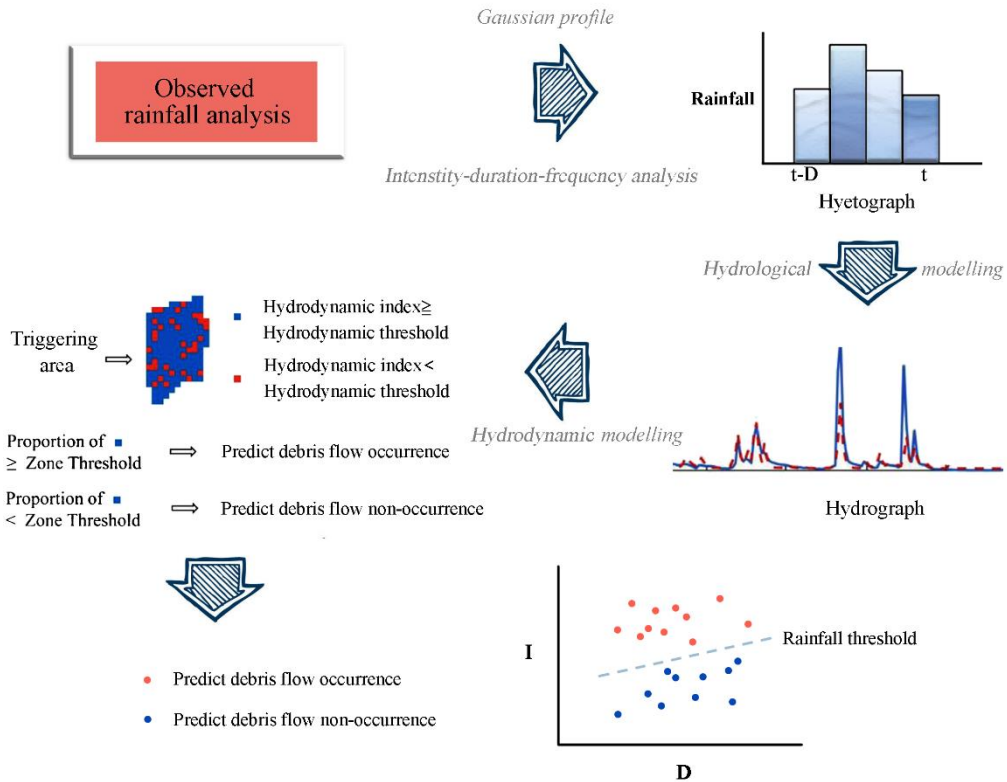 Observed
rainfall analysis
Gaussian profile
Intenstity-duration-frequency analysis
Rainfall
t-D t
Hyetograph
Hydrological modelling
Triggering
area
Hydrodynamic index≧
Hydrodynamic threshold
Hydrodynamic index<
Hydrodynamic threshold
Hydrodynamic modelling
Hydrograph
Proportion of
≥ Zone Threshold
Predict debris flow occurrence
Proportion of
< Zone Threshold
Predict debris flow non-occurrence
Predict debris flow occurrence
Predict debris flow non-occurrence
I
Rainfall threshold
D